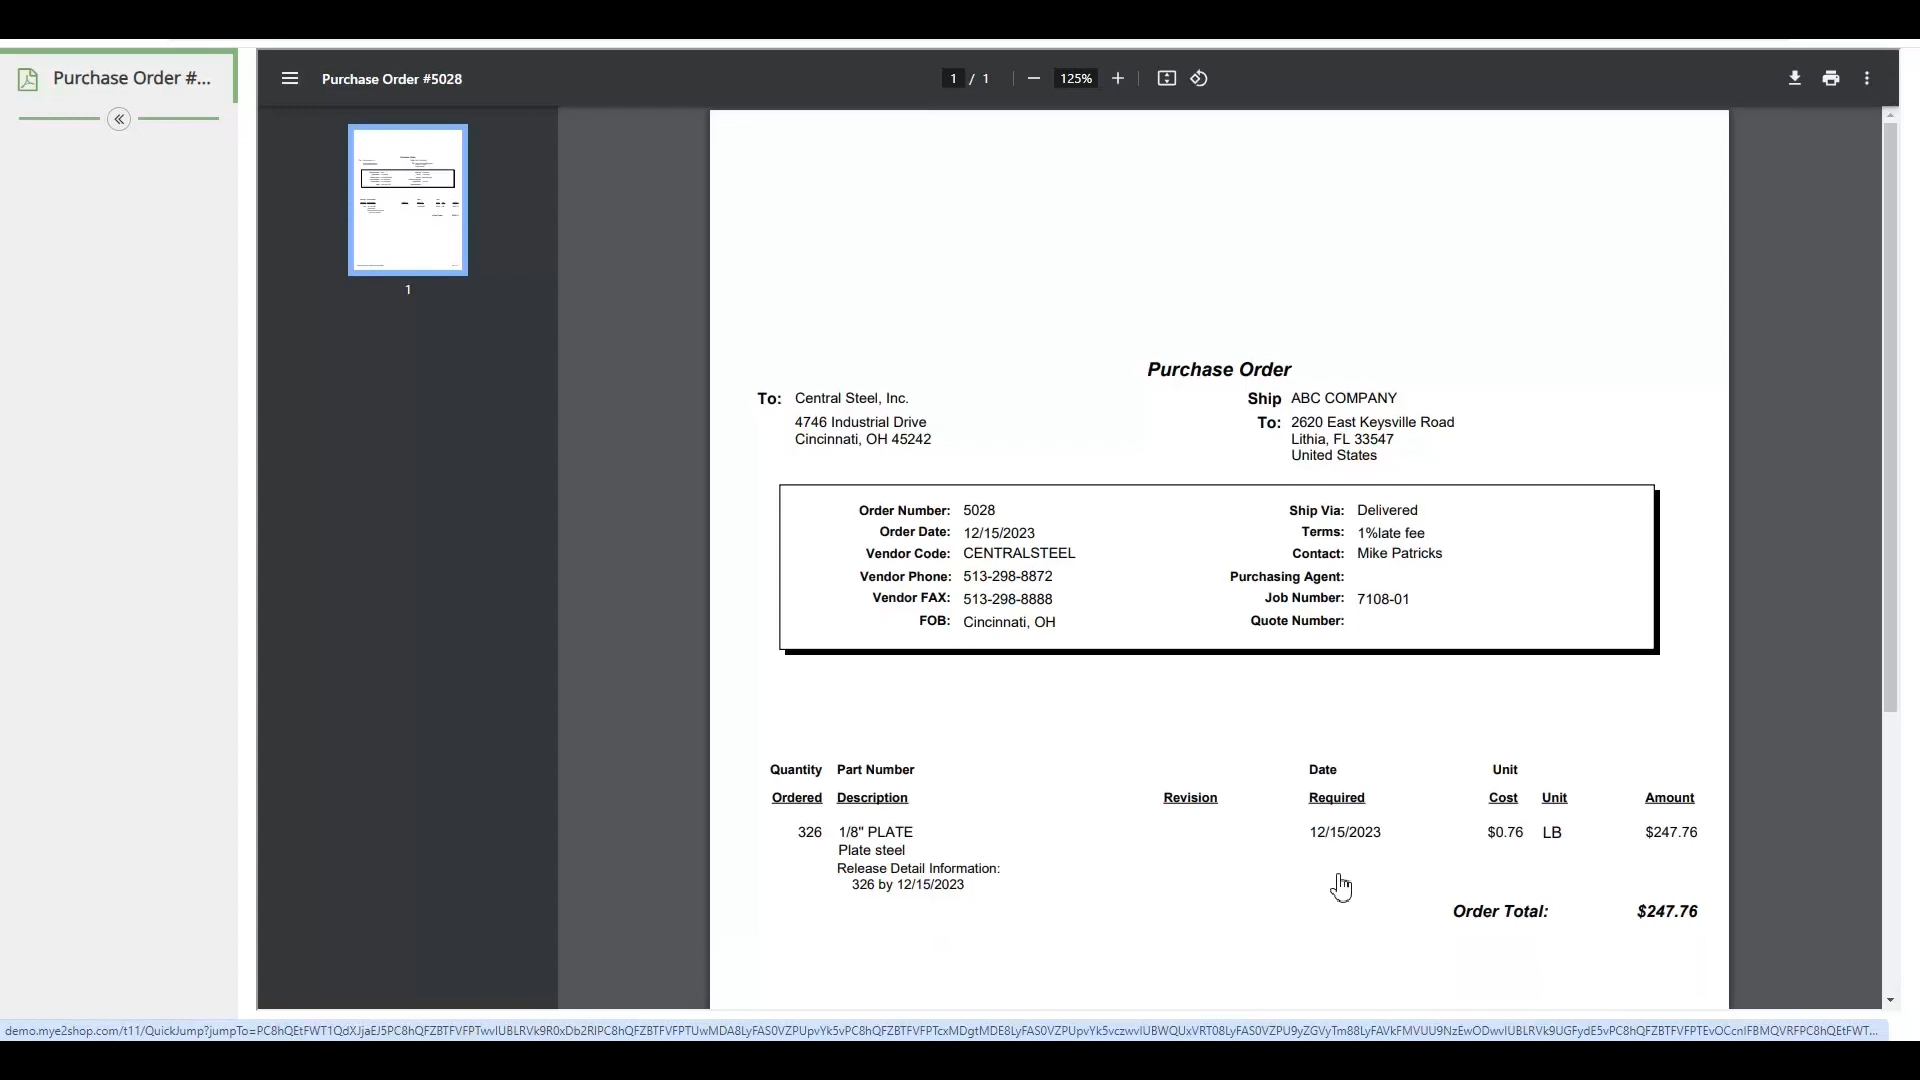 Purchase Order #...
Purchase Order #5028
1 / 1
125%
1
Purchase Order
To: Central Steel, Inc.
4746 Industrial Drive
Cincinnati, OH 45242
Ship To: ABC COMPANY
2620 East Keysville Road
Lithia, FL 33547
United States
Order Number: 5028
Order Date: 12/15/2023
Vendor Code: CENTRALSTEEL
Vendor Phone: 513-298-8872
Vendor FAX: 513-298-8888
FOB: Cincinnati, OH
Ship Via: Delivered
Terms: 1%late fee
Contact: Mike Patricks
Purchasing Agent:
Job Number: 7108-01
Quote Number:
Quantity Part Number Date Unit
Ordered Description Revision Required Cost Unit Amount
326 1/8" PLATE 12/15/2023 $0.76 LB $247.76
Plate steel
Release Detail Information:
326 by 12/15/2023
Order Total: $247.76